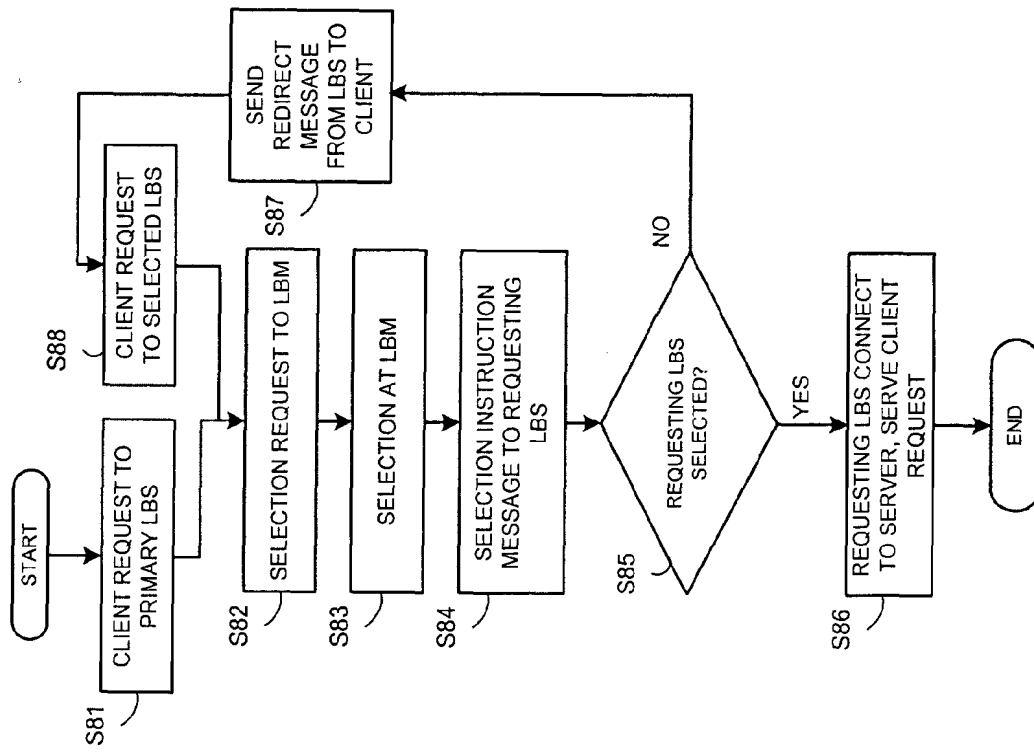 START
CLIENT REQUEST TO
PRIMARY LBS
S81
CLIENT REQUEST
TO SELECTED LBS
S88
SEND
REDIRECT
MESSAGE
FROM LBS TO
CLIENT
S87
SELECTION REQUEST TO LBM
S82
SELECTION AT LBM
S83
SELECTION INSTRUCTION
MESSAGE TO REQUESTING
LBS
S84
REQUESTING LBS
SELECTED?
S85
NO
YES
REQUESTING LBS CONNECT
TO SERVER, SERVE CLIENT
REQUEST
S86
END